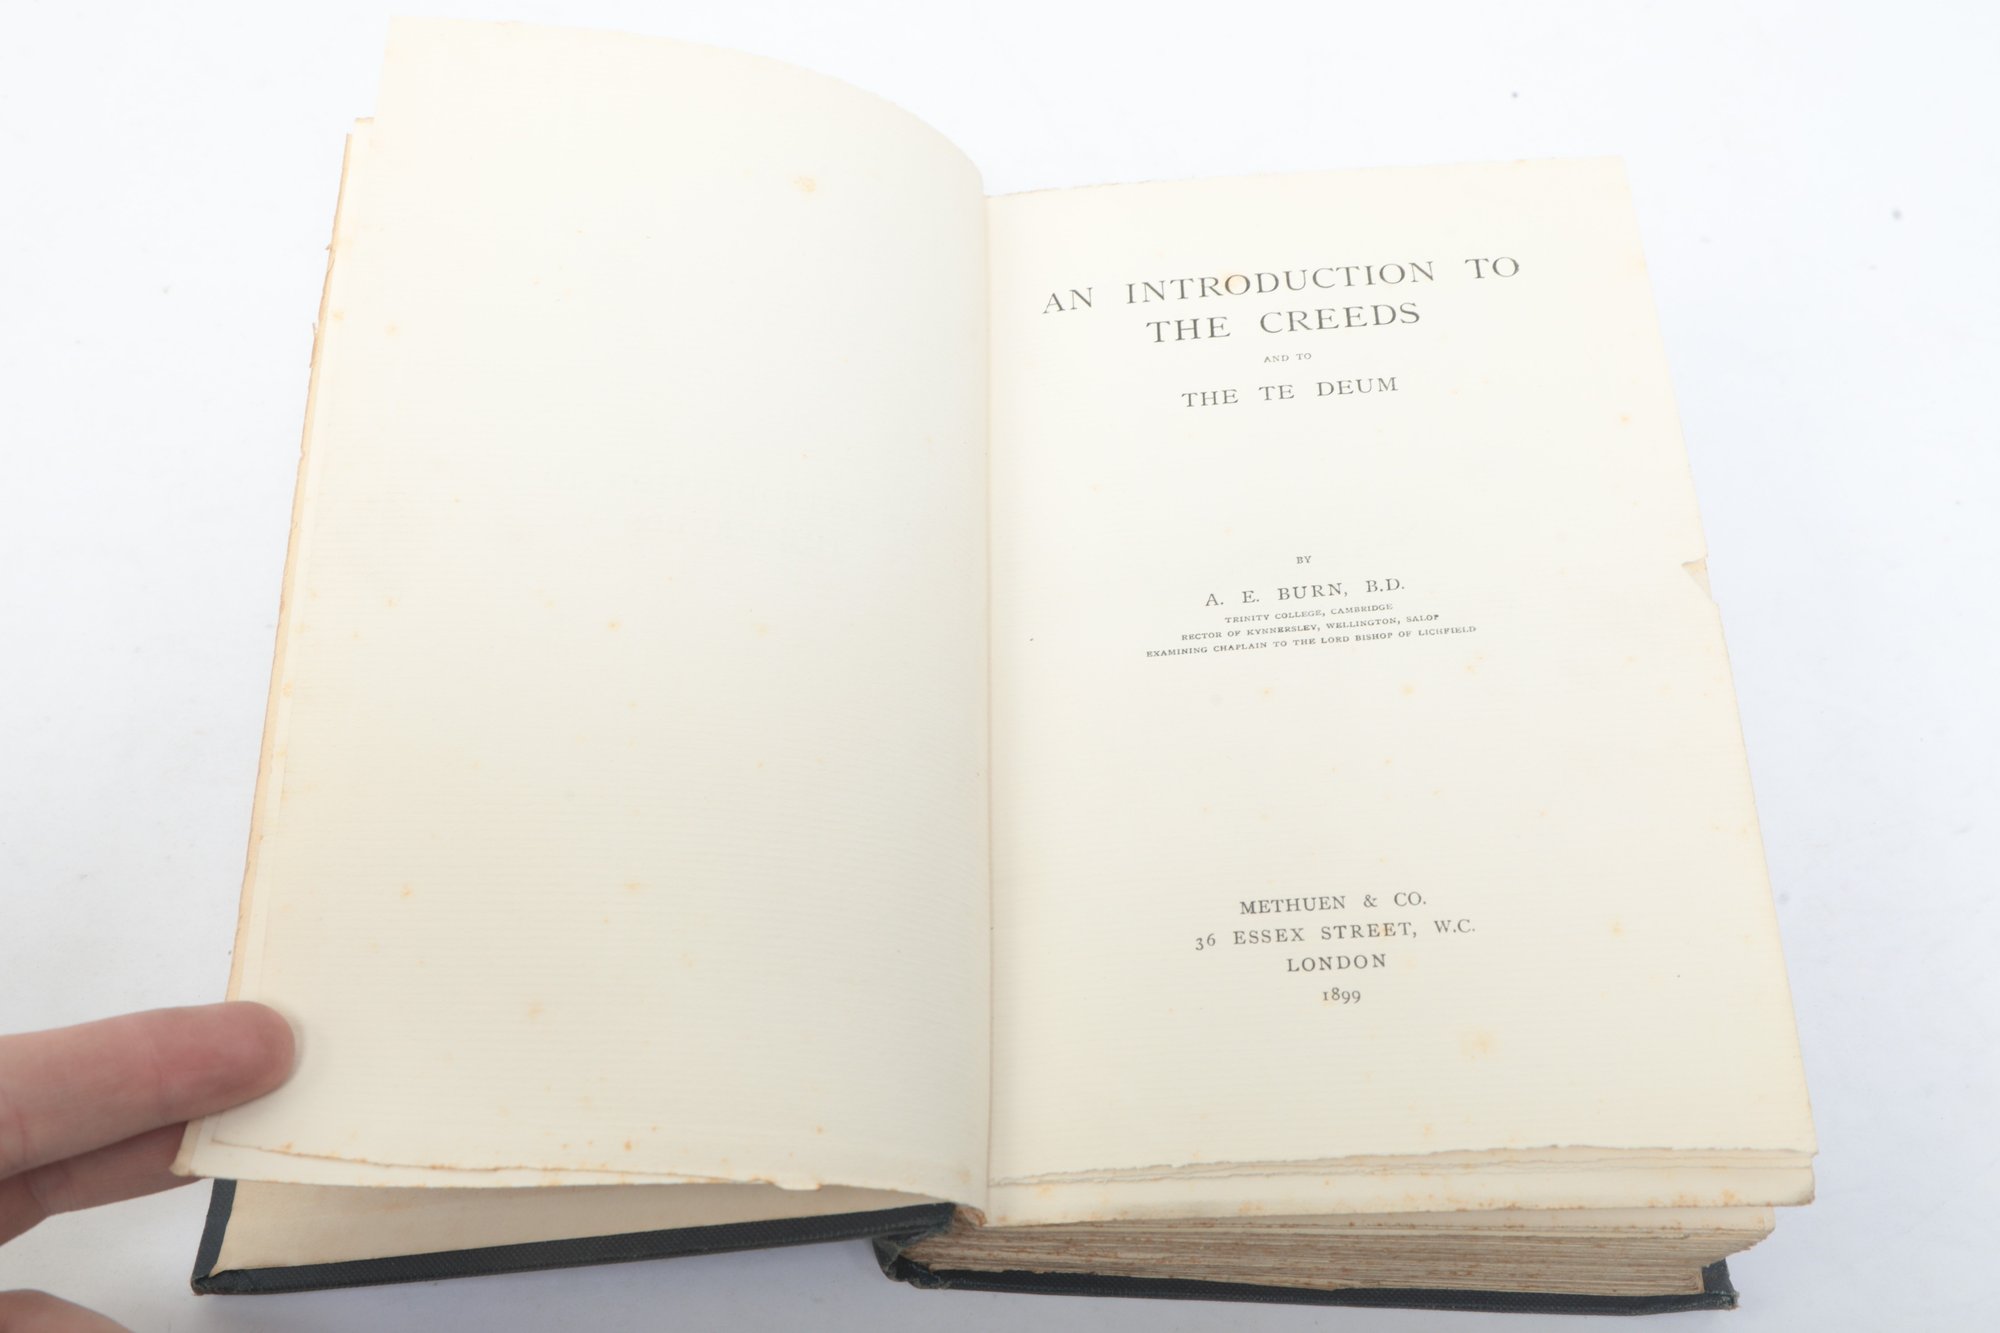 AN INTRODUCTION TO
THE CREEDS
AND TO
THE TE DEUM
BY
A. E. BURN, B.D.
TRINITY COLLEGE, CAMBRIDGE
RECTOR OF KYNNERSLEY, WELLINGTON, SALOP
EXAMINING CHAPLAIN TO THE LORD BISHOP OF LICHFIELD
METHUEN & CO.
36 ESSEX STREET, W.C.
LONDON
1899